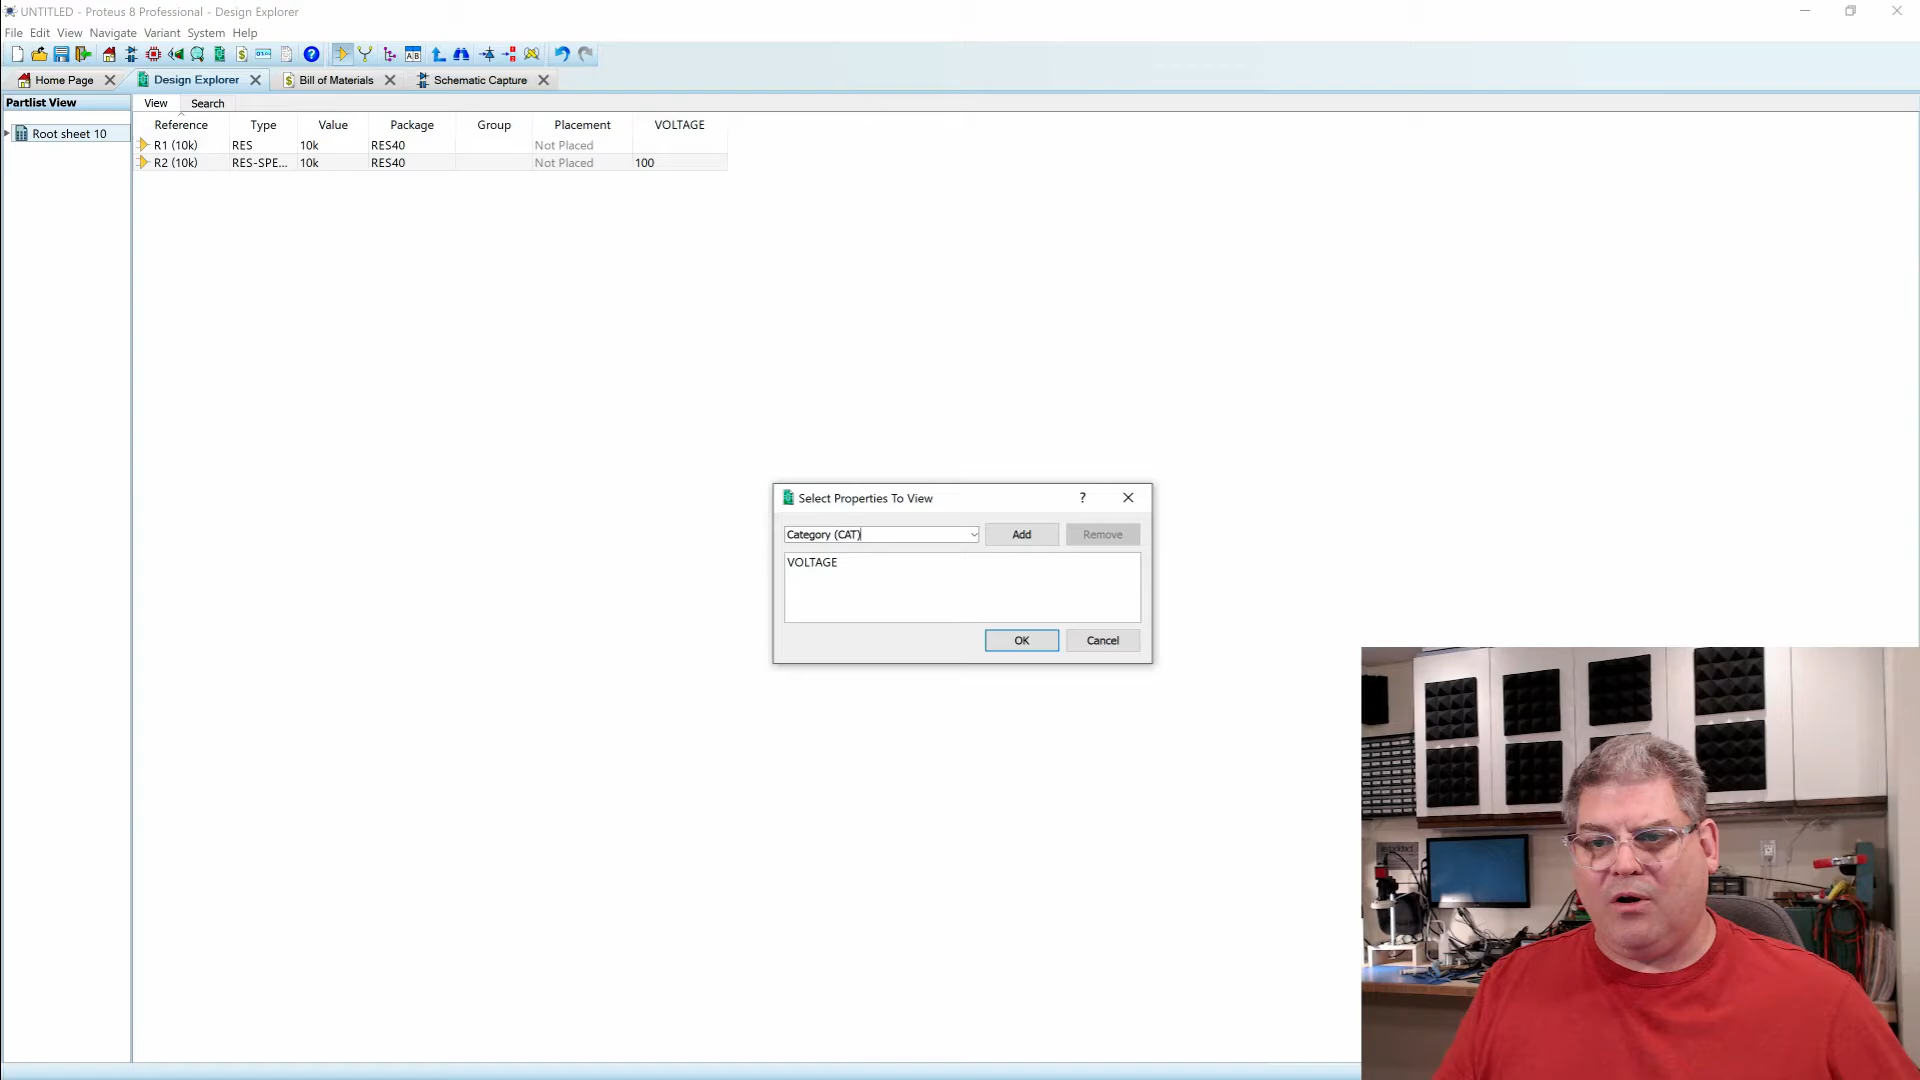 UNTITLED - Proteus 8 Professional - Design Explorer
File Edit View Navigate Variant System Help
Home Page Design Explorer Bill of Materials Schematic Capture
Partlist View View Search
Root sheet 10
Reference Type Value Package Group Placement VOLTAGE
R1 (10k) RES 10k RES40 Not Placed
R2 (10k) RES-SPE... 10k RES40 Not Placed 100
Select Properties To View ?
Category (CAT) Add Remove
VOLTAGE
OK Cancel